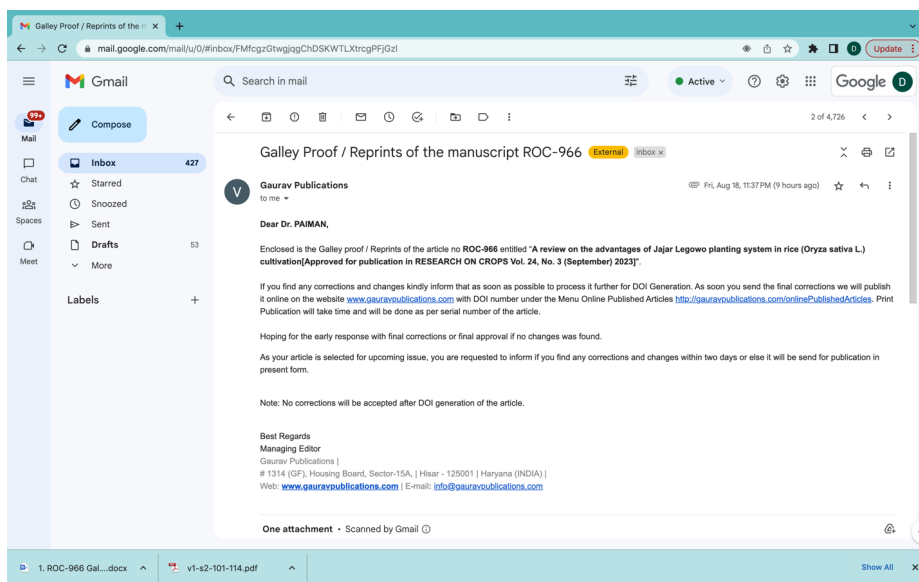 Galley Proof / Reprints of the n
mail.google.com/mail/u/0/#inbox/FMfcgzGtwgjqgChDSKWTLXtrcgPFjGzl
D
Update
Gmail
Search in mail
Active
Google
D
99+
Mail
Chat
Spaces
Meet
Compose
Inbox 427
Starred
Snoozed
Sent
Drafts 53
More
Labels
2 of 4,726
Galley Proof / Reprints of the manuscript ROC-966 External Inbox x
V
Gaurav Publications
Fri, Aug 18, 11:37 PM (9 hours ago)
to me
Dear Dr. PAIMAN,
Enclosed is the Galley proof / Reprints of the article no ROC-966 entitled "A review on the advantages of Jajar Legowo planting system in rice (Oryza sativa L.)
cultivation[Approved for publication in RESEARCH ON CROPS Vol. 24, No. 3 (September) 2023]".
If you find any corrections and changes kindly inform that as soon as possible to process it further for DOI Generation. As soon you send the final corrections we will publish
it online on the website www.gauravpublications.com with DOI number under the Menu Online Published Articles http://gauravpublications.com/onlinePublishedArticles. Print
Publication will take time and will be done as per serial number of the article.
Hoping for the early response with final corrections or final approval if no changes was found.
As your article is selected for upcoming issue, you are requested to inform if you find any corrections and changes within two days or else it will be send for publication in
present form.
Note: No corrections will be accepted after DOI generation of the article.
Best Regards
Managing Editor
Gaurav Publications |
# 1314 (GF), Housing Board, Sector-15A, | Hisar - 125001 | Haryana (INDIA) |
Web: www.gauravpublications.com | E-mail: info@gauravpublications.com
One attachment • Scanned by Gmail
1. ROC-966 Gal....docx
v1-s2-101-114.pdf
Show All